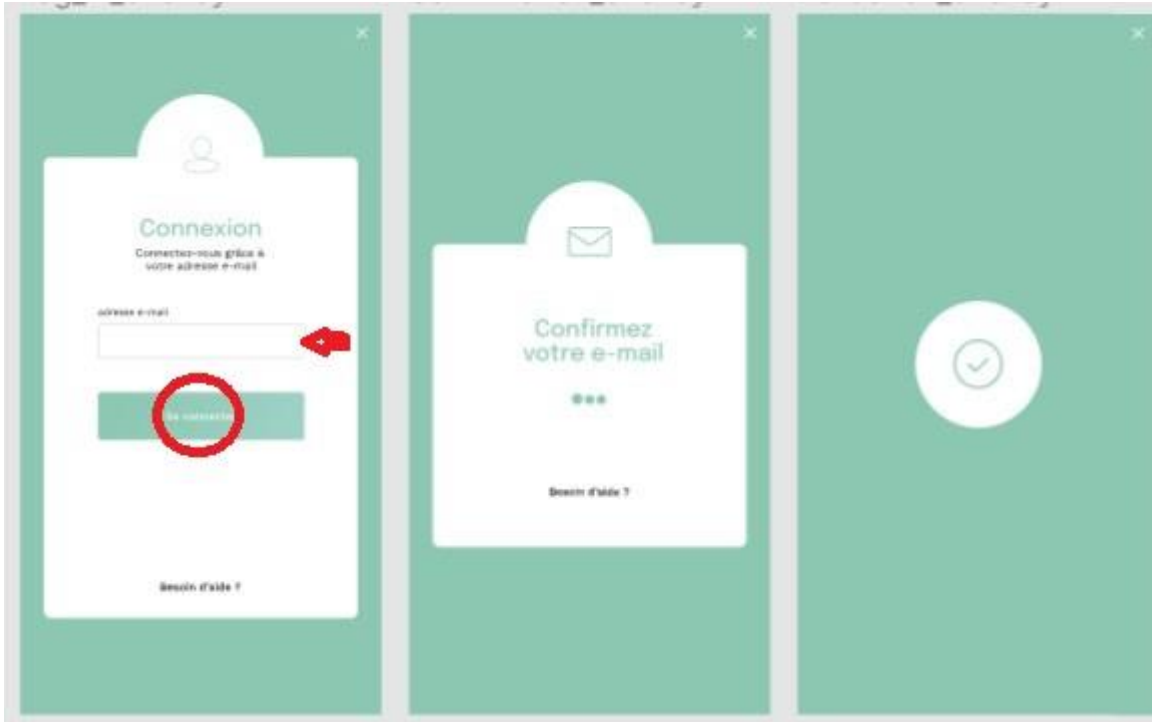 Connexion
Connectez-vous grâce à
votre adresse e-mail
adresse e-mail
Se connecter
Besoin d'aide ?
Confirmez
votre e-mail
Besoin d'aide ?